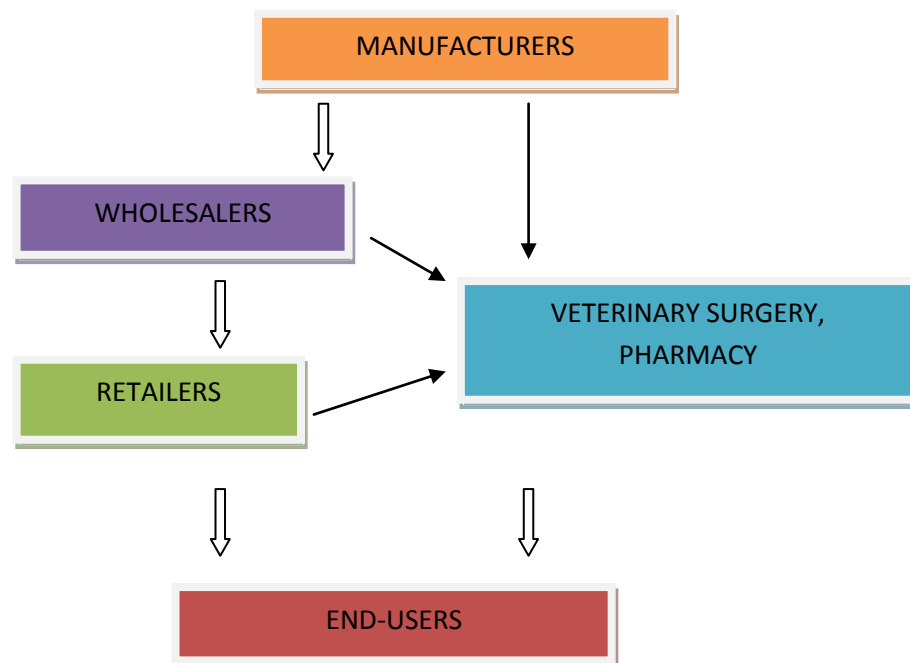 MANUFACTURERS
WHOLESALERS
VETERINARY SURGERY,
PHARMACY
RETAILERS
END-USERS